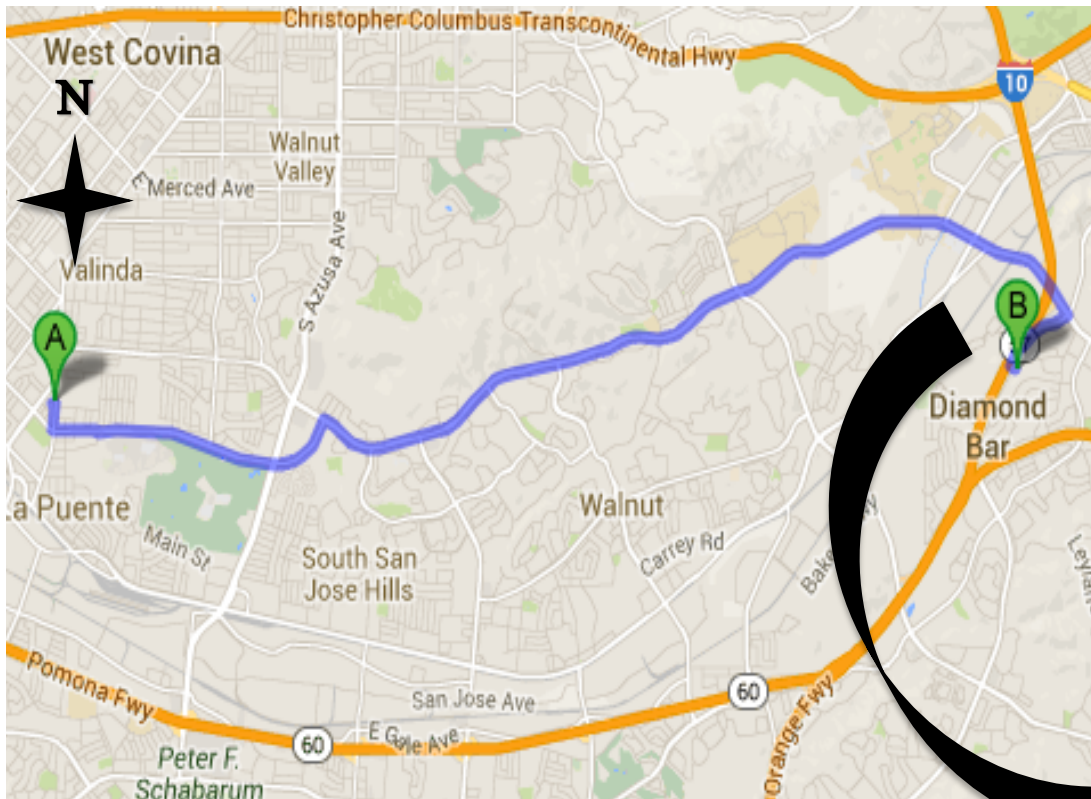 Christopher Columbus Transcontinental Hwy
West Covina
N
10
Walnut
Valley
E Merced Ave
S Azusa Ave
Valinda
A
B
Diamond
Bar
La Puente
Walnut
Main St
South San
Jose Hills
Carrey Rd
San Jose Ave
60
Pomona Fwy
60
E Gale Ave
Orange Fwy
Peter F.
Schabarum